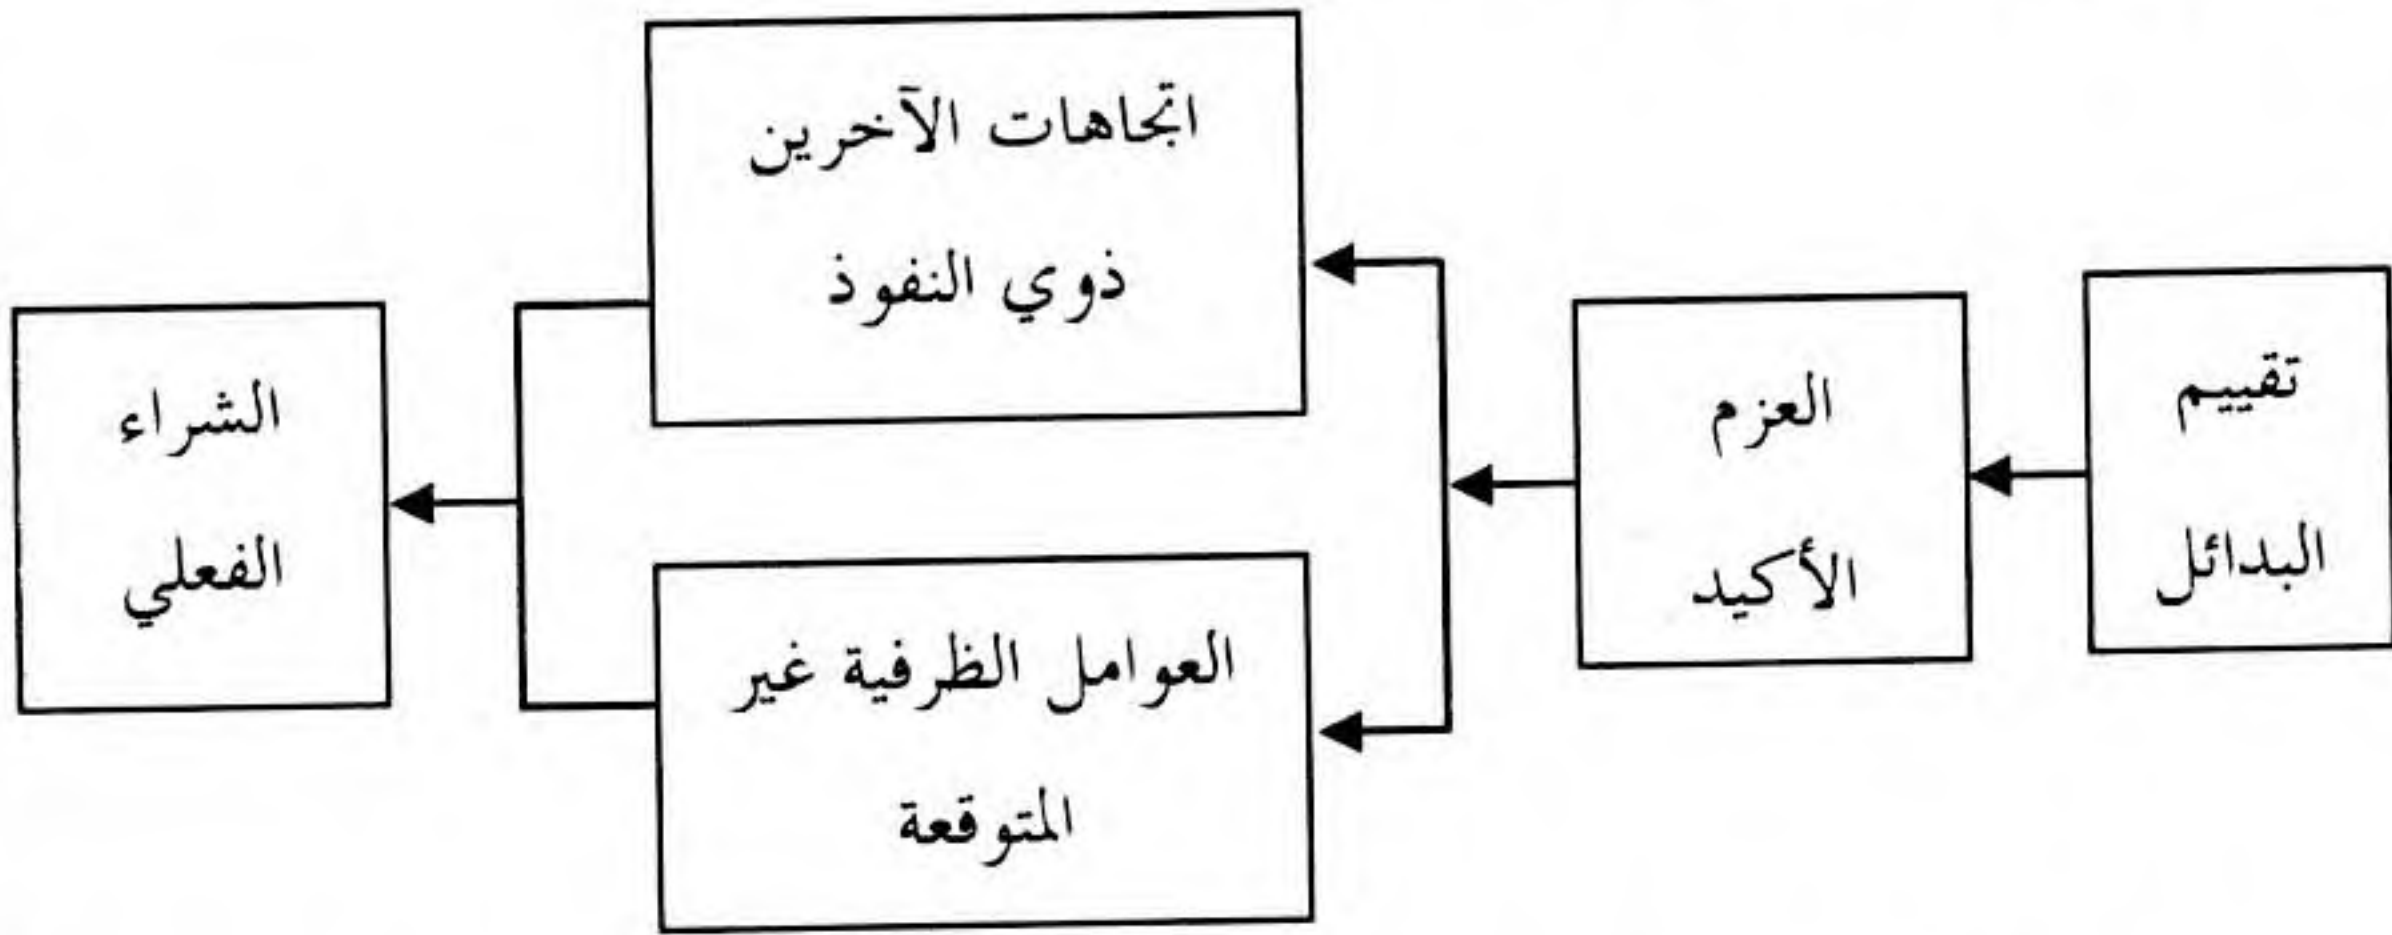 تقييم
البدائل
العزم
الأكيد
اتجاهات الآخرين
ذوي النفوذ
العوامل الظرفية غير
المتوقعة
الشراء
الفعلي